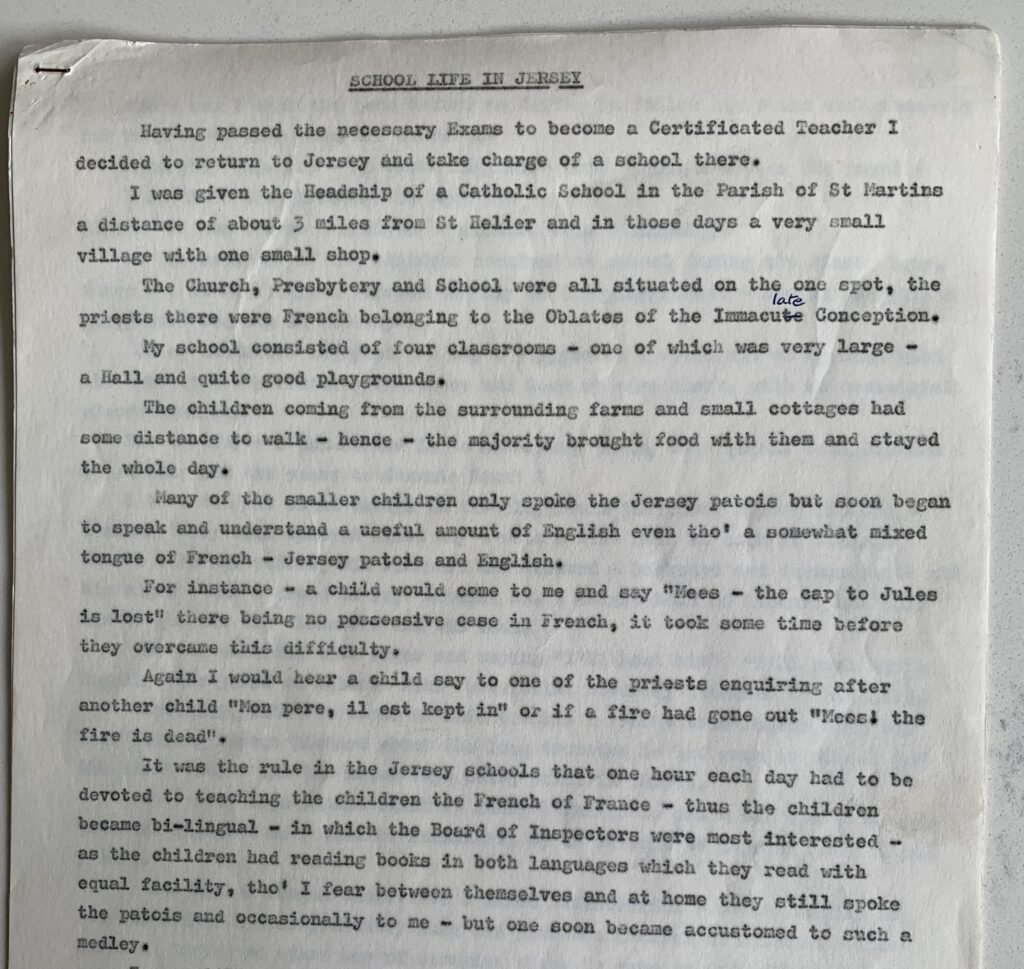 SCHOOL LIFE IN JERSEY
Having passed the necessary Exams to become a Certificated Teacher I
decided to return to Jersey and take charge of a school there.
I was given the Headship of a Catholic School in the Parish of St Martins
a distance of about 3 miles from St Helier and in those days a very small
village with one small shop.
The Church, Presbytery and School were all situated on the one spot, the
late
priests there were French belonging to the Oblates of the Immacute Conception.
My school consisted of four classrooms - one of which was very large -
a Hall and quite good playgrounds.
The children coming from the surrounding farms and small cottages had
some distance to walk - hence - the majority brought food with them and stayed
the whole day.
Many of the smaller children only spoke the Jersey patois but soon began
to speak and understand a useful amount of English even tho' a somewhat mixed
tongue of French - Jersey patois and English.
For instance - a child would come to me and say "Mees - the cap to Jules
is lost" there being no possessive case in French, it took some time before
they overcame this difficulty.
Again I would hear a child say to one of the priests enquiring after
another child "Mon pere, il est kept in" or if a fire had gone out "Mees! the
fire is dead".
It was the rule in the Jersey schools that one hour each day had to be
devoted to teaching the children the French of France - thus the children
became bi-lingual - in which the Board of Inspectors were most interested -
as the children had reading books in both languages which they read with
equal facility, tho' I fear between themselves and at home they still spoke
the patois and occasionally to me - but one soon became accustomed to such a
medley.